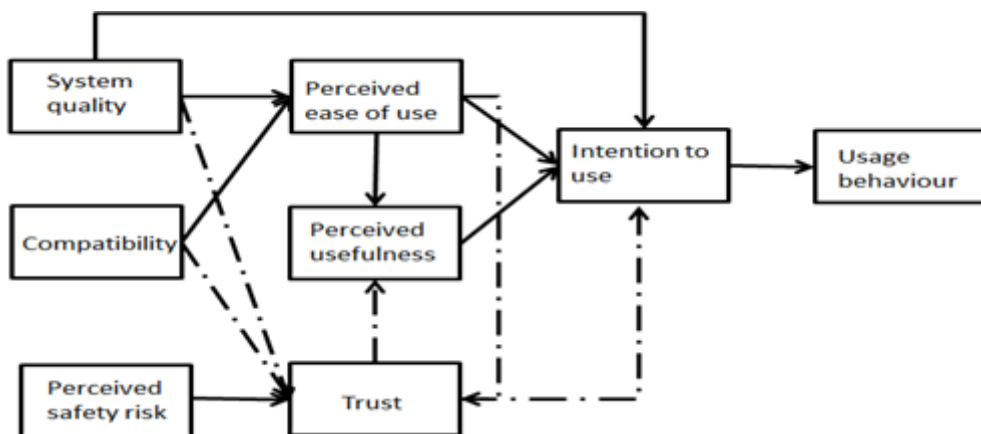 System
quality
Perceived
ease of use
Intention to
use
Usage
behaviour
Compatibility
Perceived
usefulness
Perceived
safety risk
Trust